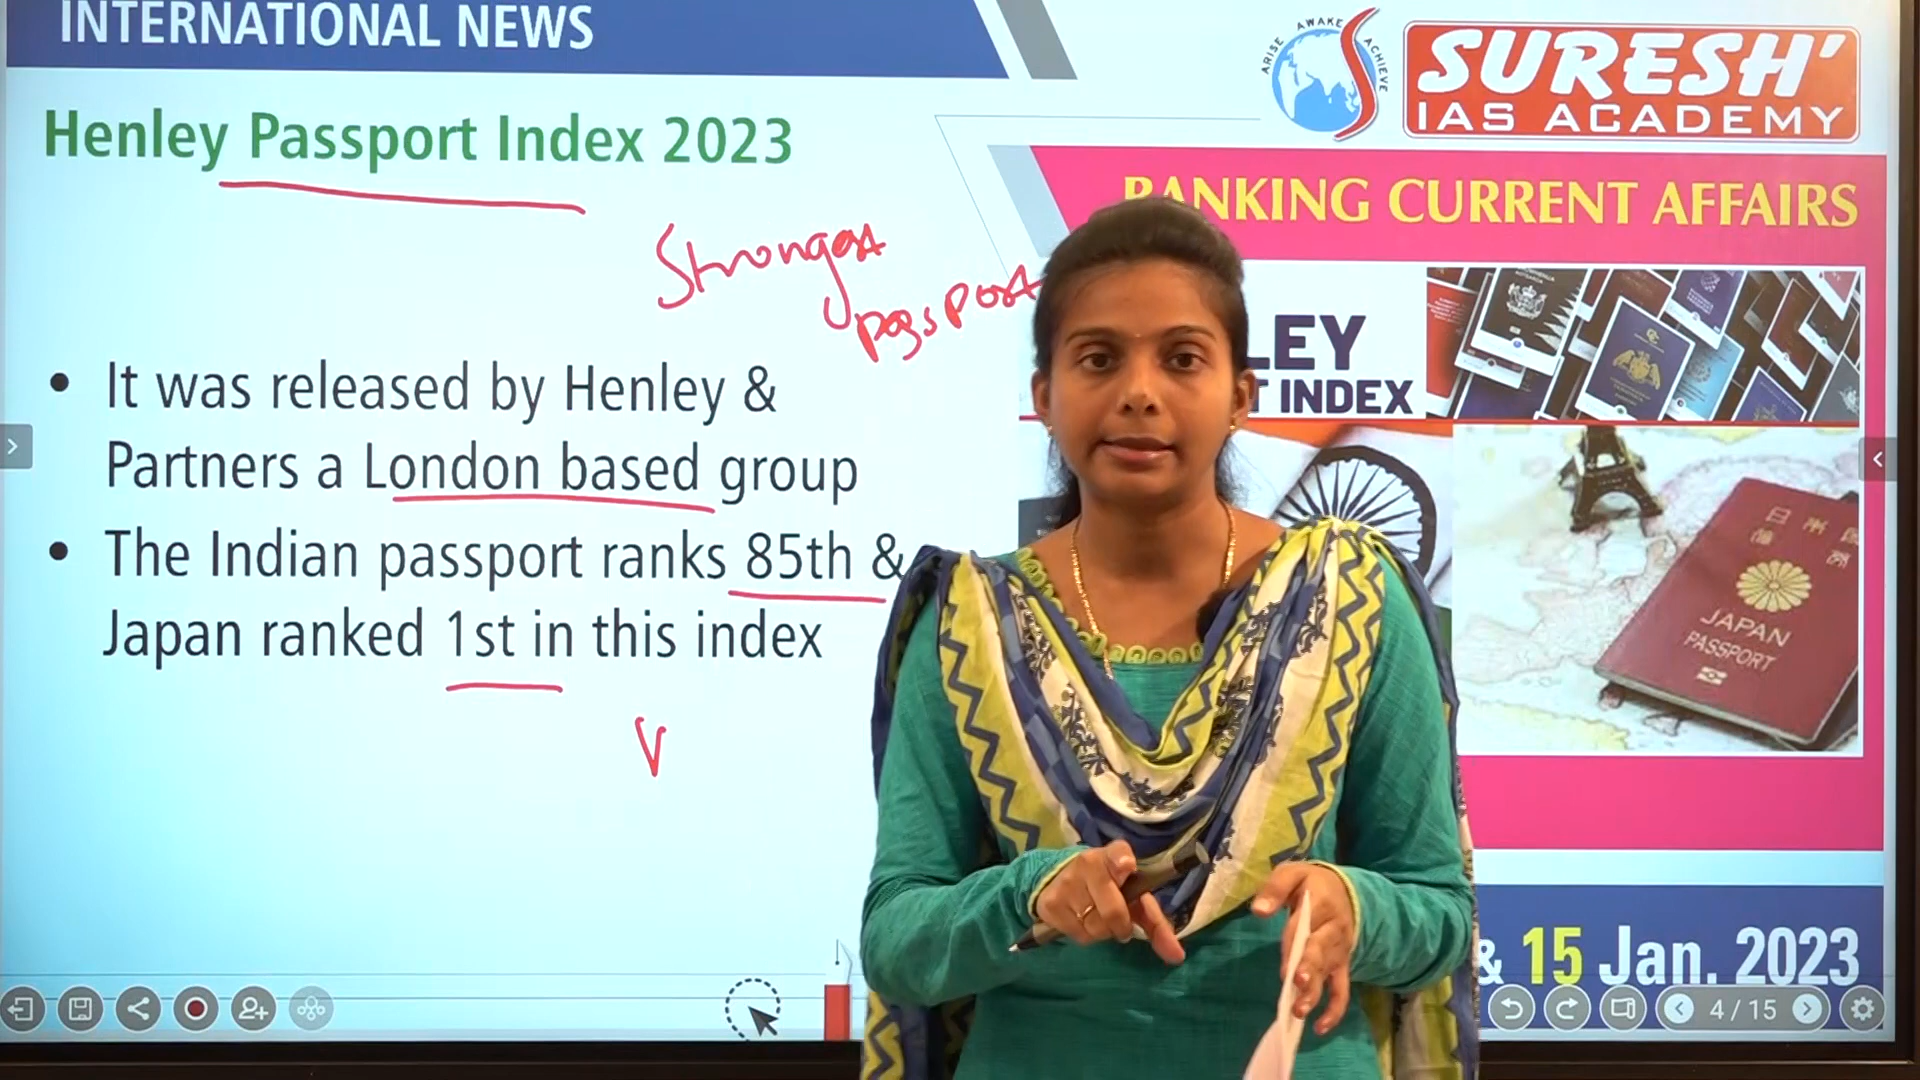 INTERNATIONAL NEWS
ARISE AWAKE ACHIEVE
SURESH'
IAS ACADEMY
Henley Passport Index 2023
RANKING CURRENT AFFAIRS
Strongest
passport
LEY
T INDEX
• It was released by Henley &
Partners a London based group
• The Indian passport ranks 85th &
Japan ranked 1st in this index
JAPAN
PASSPORT
& 15 Jan. 2023
4 / 15